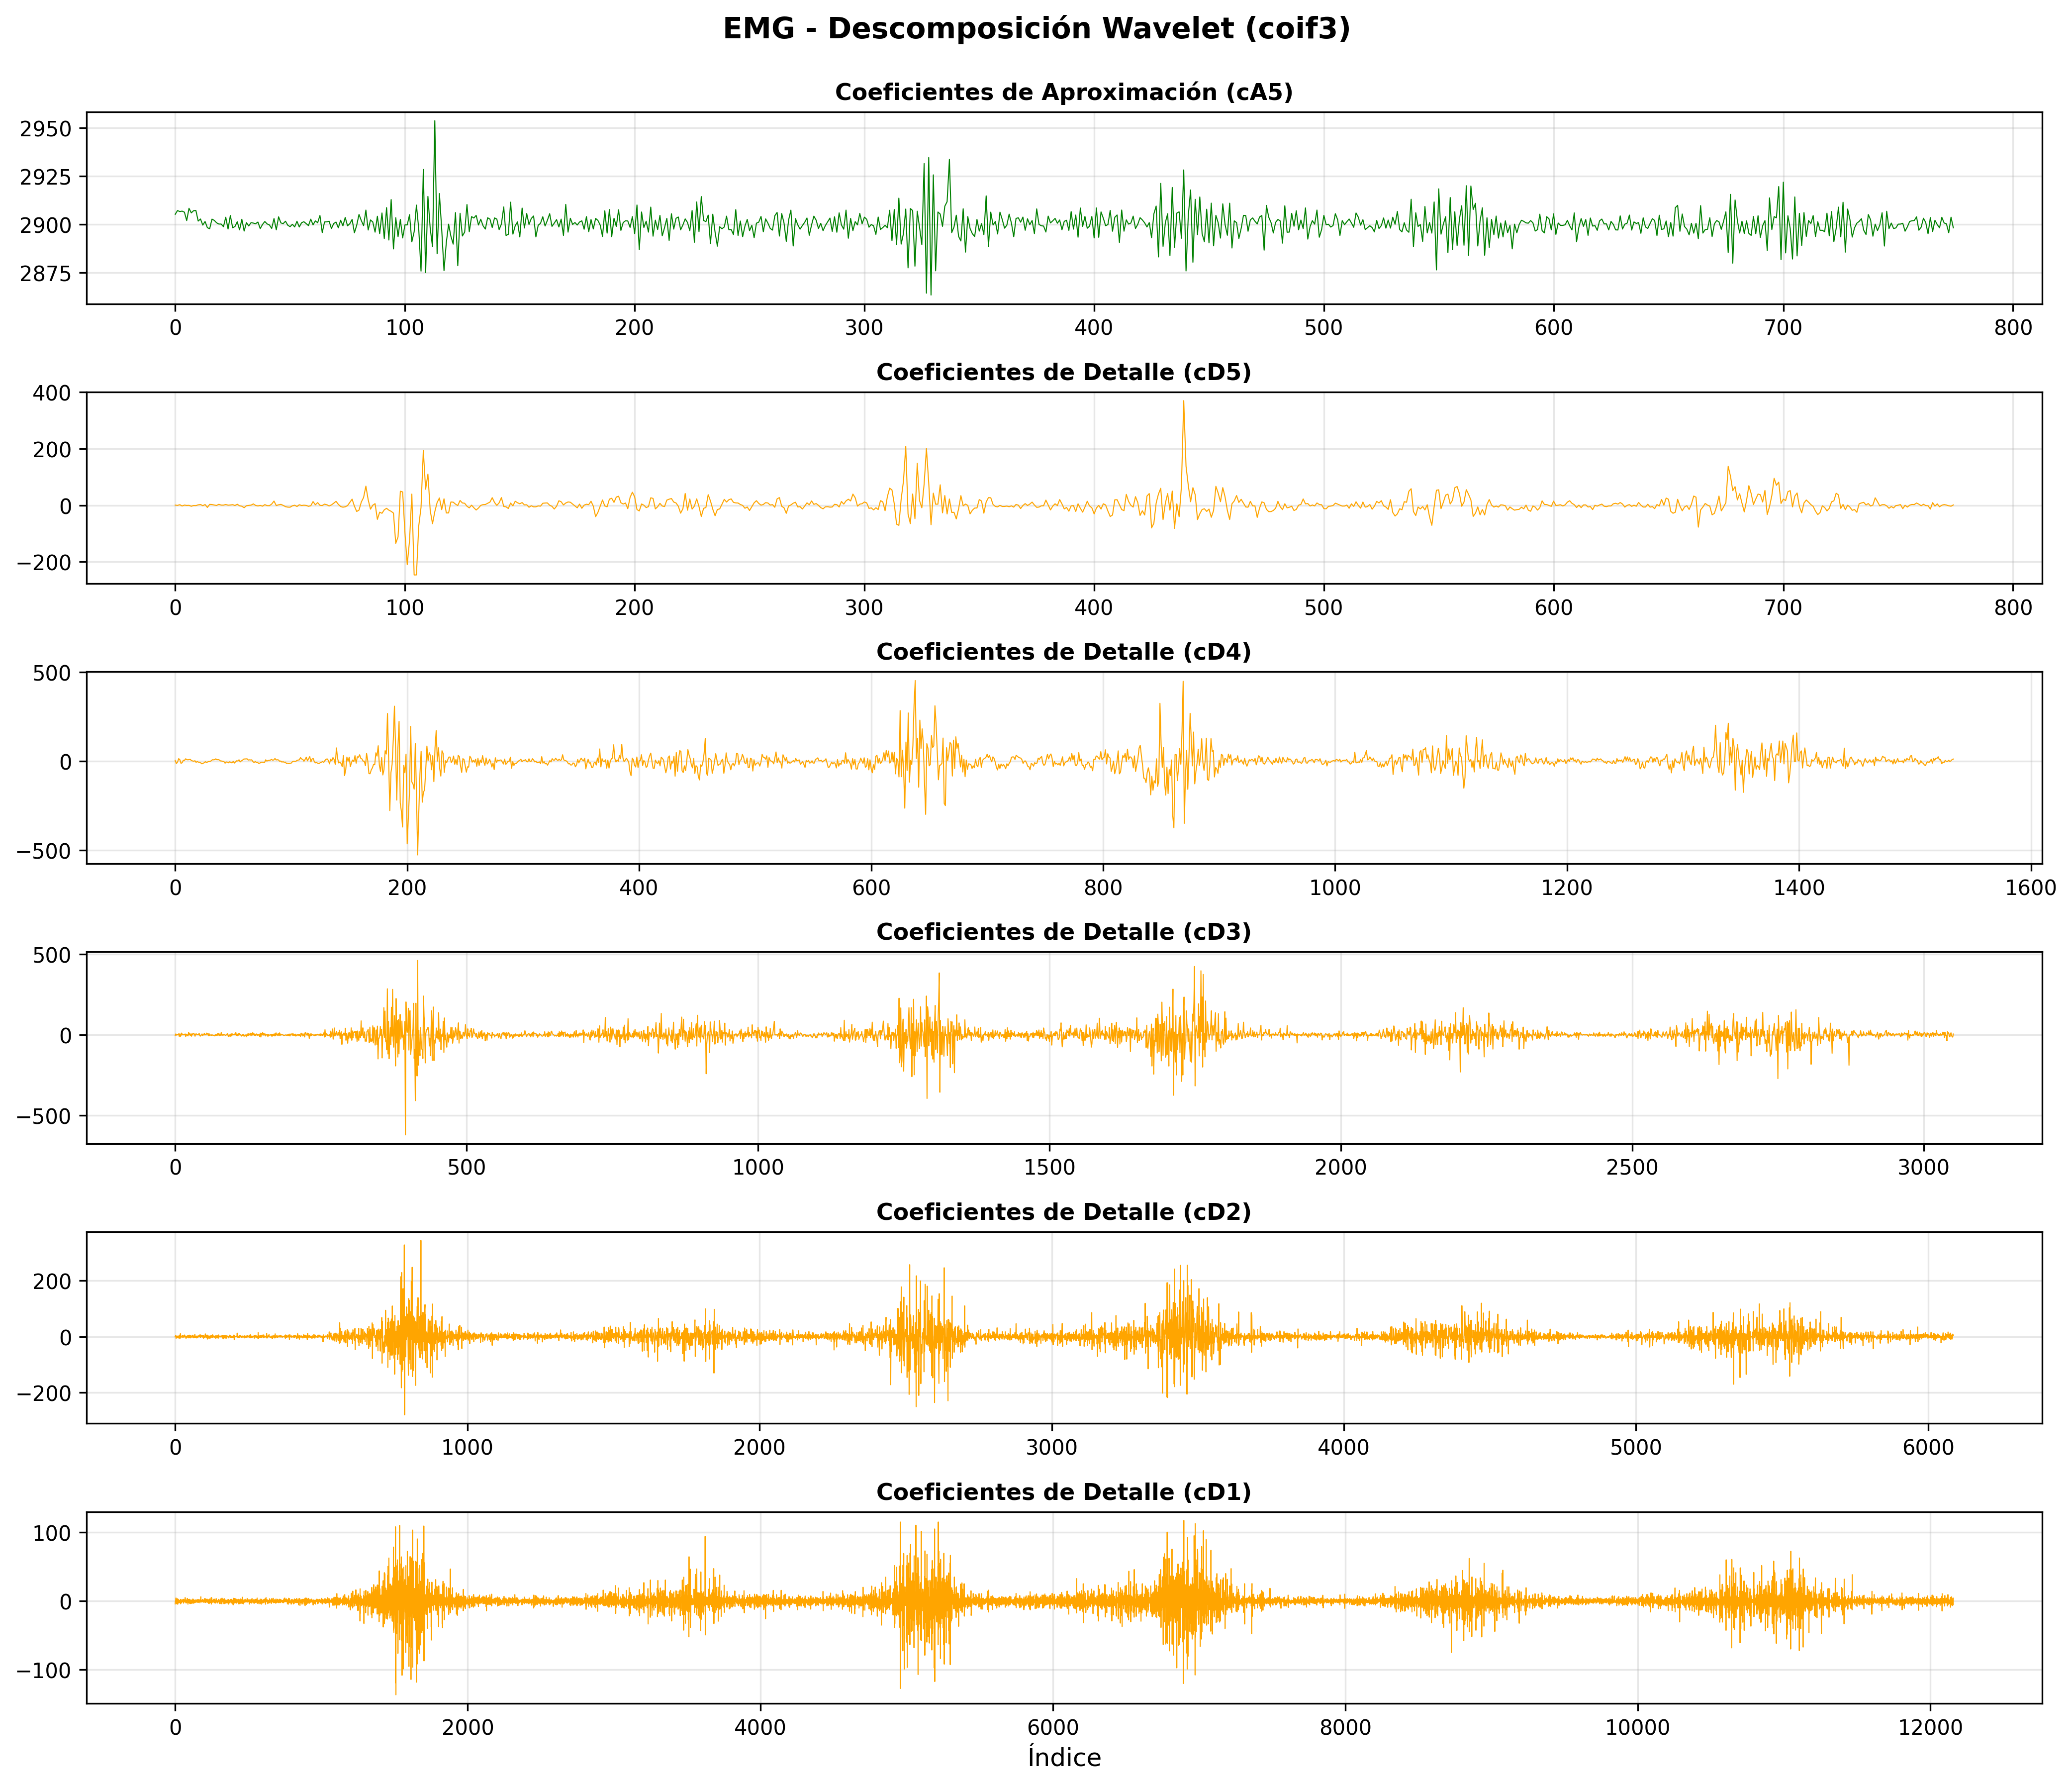 EMG - Descomposición Wavelet (coif3)
Coeficientes de Aproximación (cA5)
2950
2925
2900
2875
0 100 200 300 400 500 600 700 800
Coeficientes de Detalle (cD5)
400
200
0
−200
0 100 200 300 400 500 600 700 800
Coeficientes de Detalle (cD4)
500
0
−500
0 200 400 600 800 1000 1200 1400 1600
Coeficientes de Detalle (cD3)
500
0
−500
0 500 1000 1500 2000 2500 3000
Coeficientes de Detalle (cD2)
200
0
−200
0 1000 2000 3000 4000 5000 6000
Coeficientes de Detalle (cD1)
100
0
−100
0 2000 4000 6000 8000 10000 12000
Índice